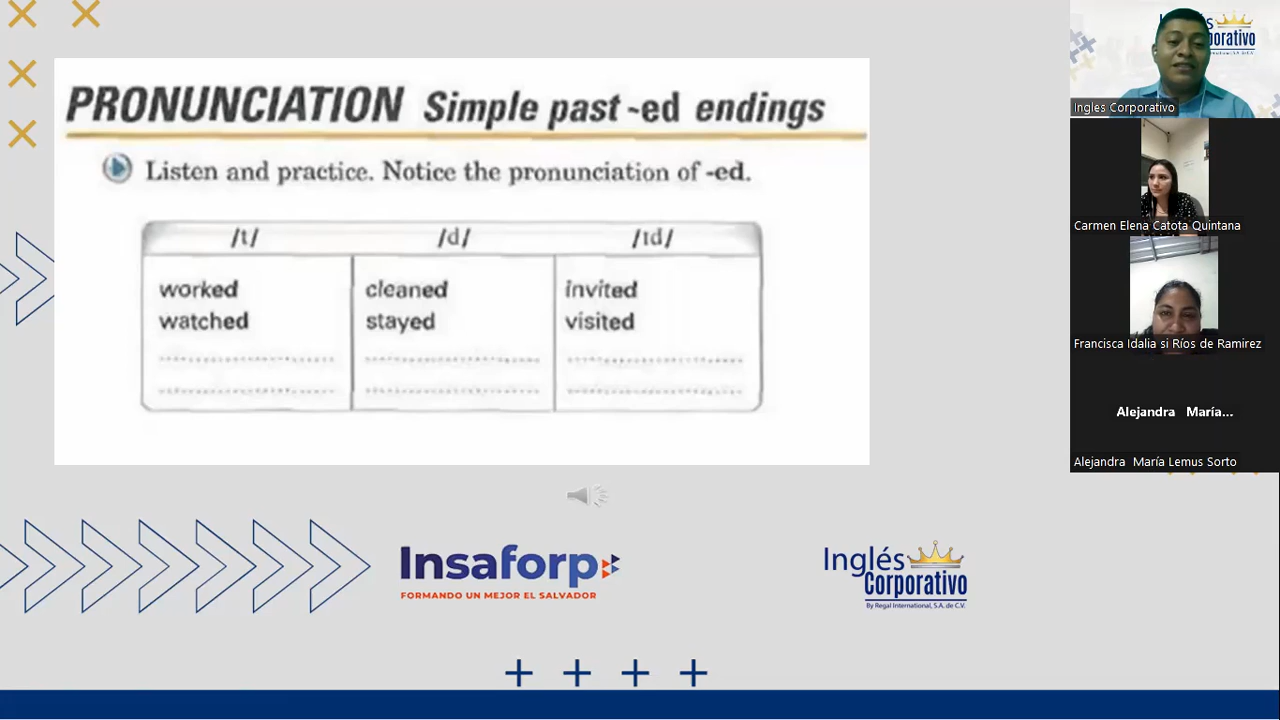 PRONUNCIATION Simple past -ed endings
Listen and practice. Notice the pronunciation of -ed.
/t/ /d/ /ɪd/
worked cleaned invited
watched stayed visited
Insaforp
FORMANDO UN MEJOR EL SALVADOR
Inglés
Corporativo
By Regal International, S.A. de C.V.
Ingles Corporativo
Carmen Elena Catota Quintana
Francisca Idalia si Ríos de Ramirez
Alejandra María...
Alejandra María Lemus Sorto